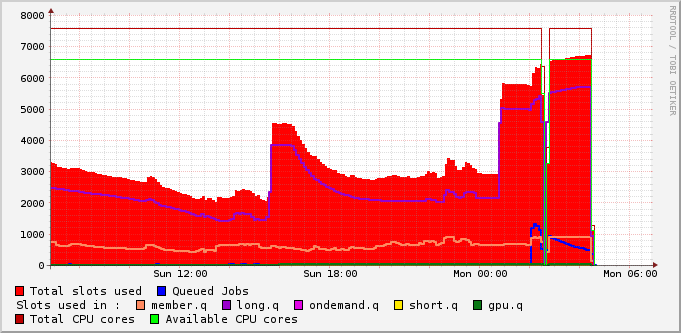 8000
7000
6000
5000
4000
3000
2000
1000
0
Sun 12:00 Sun 18:00 Mon 00:00 Mon 06:00
RRDTOOL / TOBI OETIKER
Total slots used Queued Jobs
Slots used in : member.q long.q ondemand.q short.q gpu.q
Total CPU cores Available CPU cores